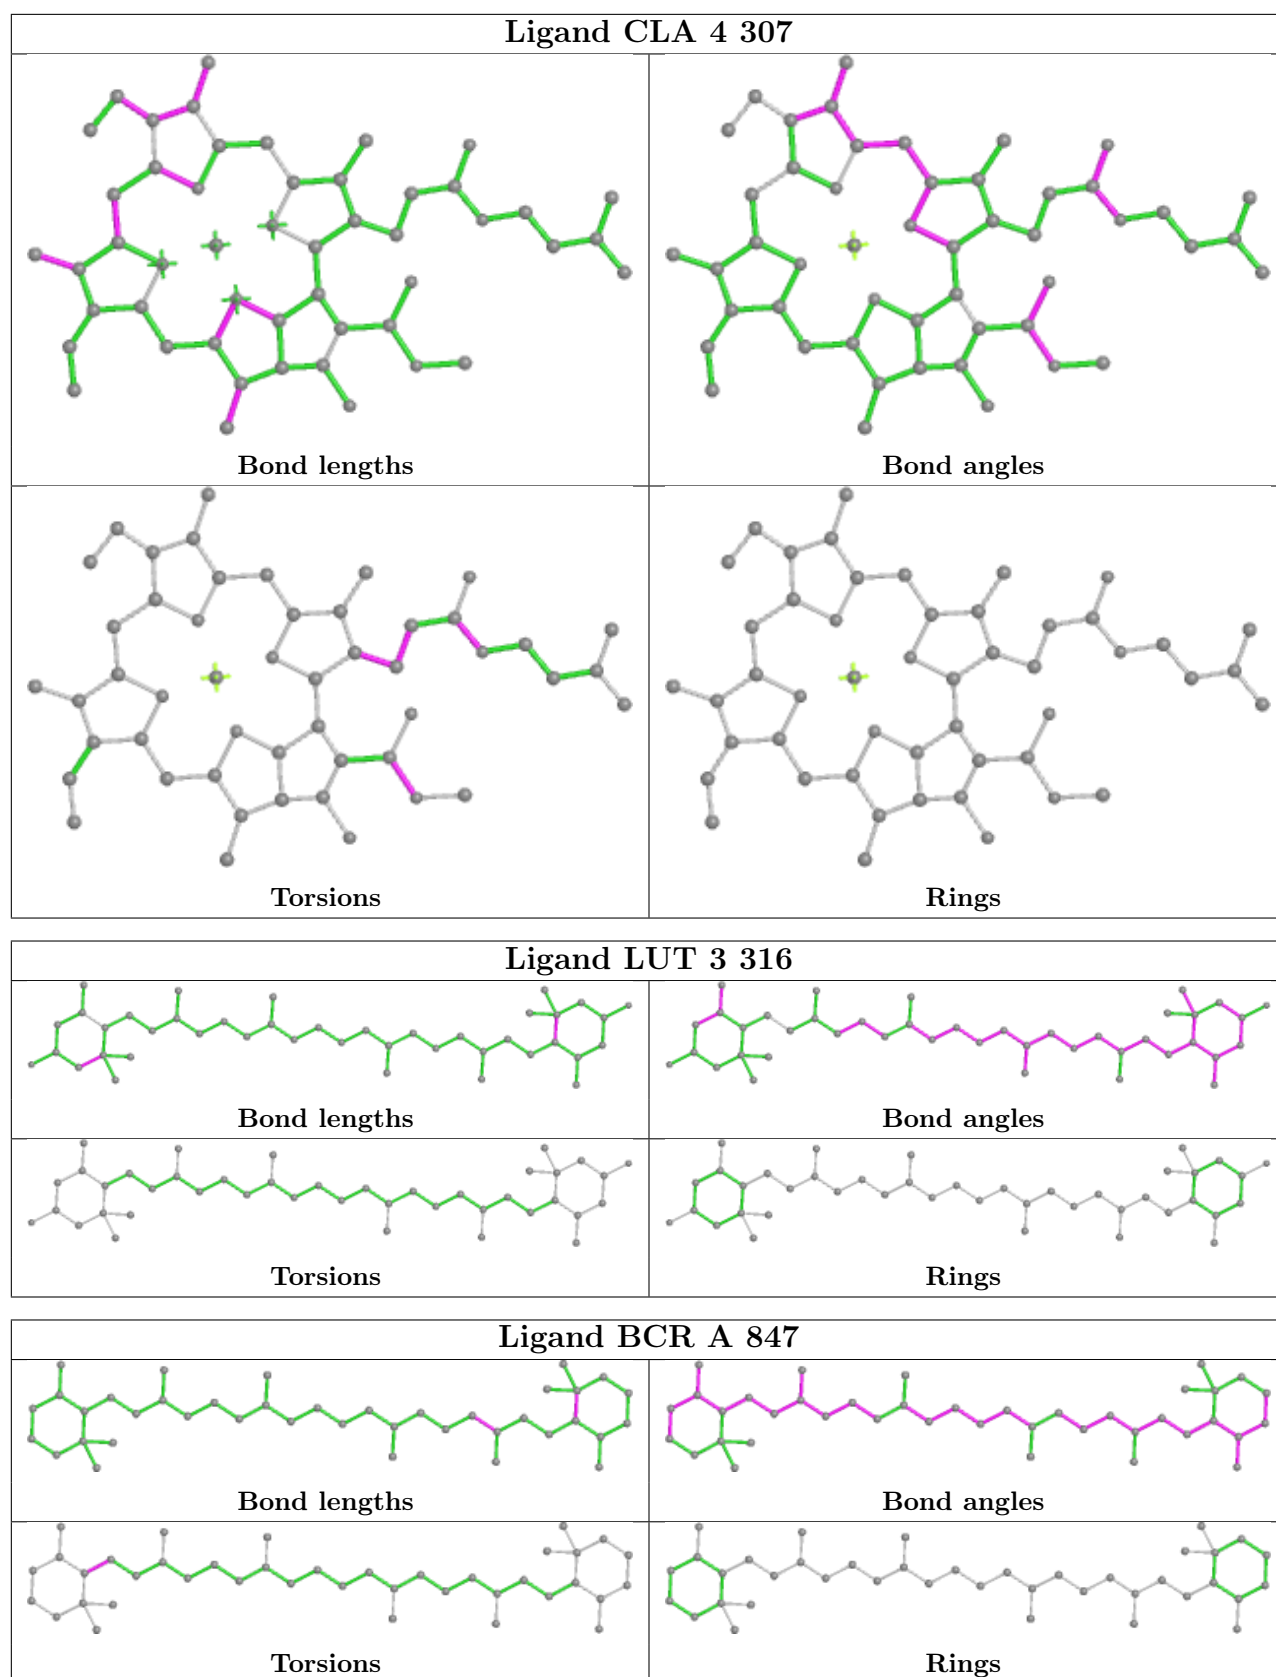 Ligand CLA 4 307
Bond lengths
Bond angles
Torsions
Rings
Ligand LUT 3 316
Bond lengths
Bond angles
Torsions
Rings
Ligand BCR A 847
Bond lengths
Bond angles
Torsions
Rings